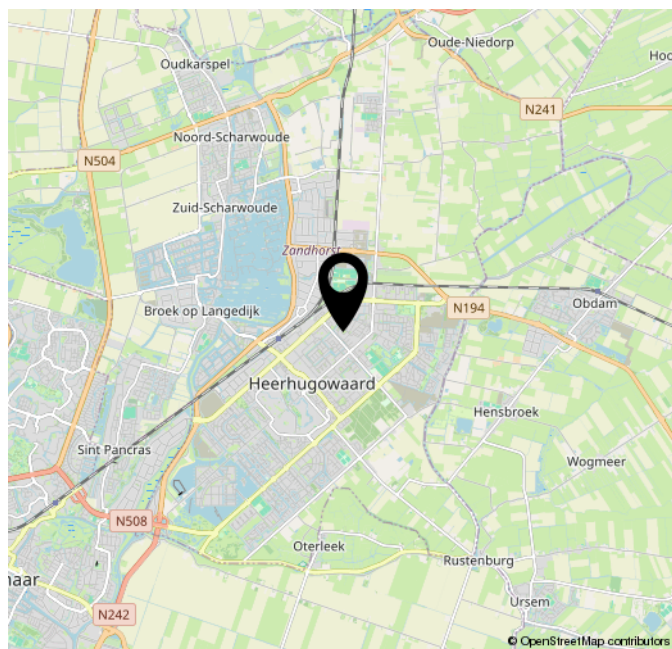 Oude-Niedorp
Oudkarspel
Hoo
N241
Noord-Scharwoude
N504
Zuid-Scharwoude
Zandhorst
Obdam
Broek op Langedijk
N194
Heerhugowaard
Hensbroek
Sint Pancras
Wogmeer
N508
Oterleek
Rustenburg
naar
Ursem
N242
© OpenStreetMap contributors